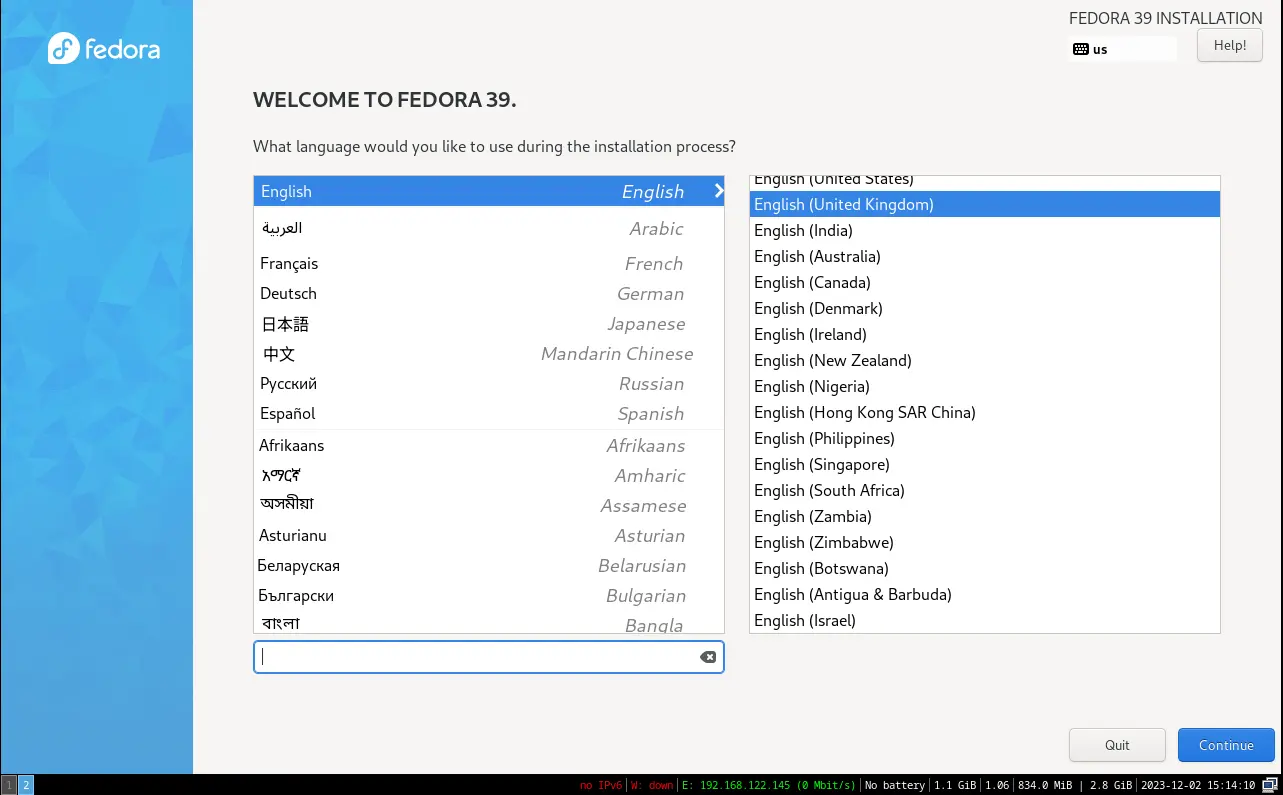 fedora
FEDORA 39 INSTALLATION
us
Help!
WELCOME TO FEDORA 39.
What language would you like to use during the installation process?
English English
العربية Arabic
Français French
Deutsch German
日本語 Japanese
中文 Mandarin Chinese
Русский Russian
Español Spanish
Afrikaans Afrikaans
አማርኛ Amharic
অসমীয়া Assamese
Asturianu Asturian
Беларуская Belarusian
Български Bulgarian
বাংলা Bangla
English (United States)
English (United Kingdom)
English (India)
English (Australia)
English (Canada)
English (Denmark)
English (Ireland)
English (New Zealand)
English (Nigeria)
English (Hong Kong SAR China)
English (Philippines)
English (Singapore)
English (South Africa)
English (Zambia)
English (Zimbabwe)
English (Botswana)
English (Antigua & Barbuda)
English (Israel)
Quit
Continue
1 2 no IPv6|W: down|E: 192.168.122.145 (0 Mbit/s)|No battery|1.1 GiB|1.06|834.0 MiB | 2.8 GiB|2023-12-02 15:14:10